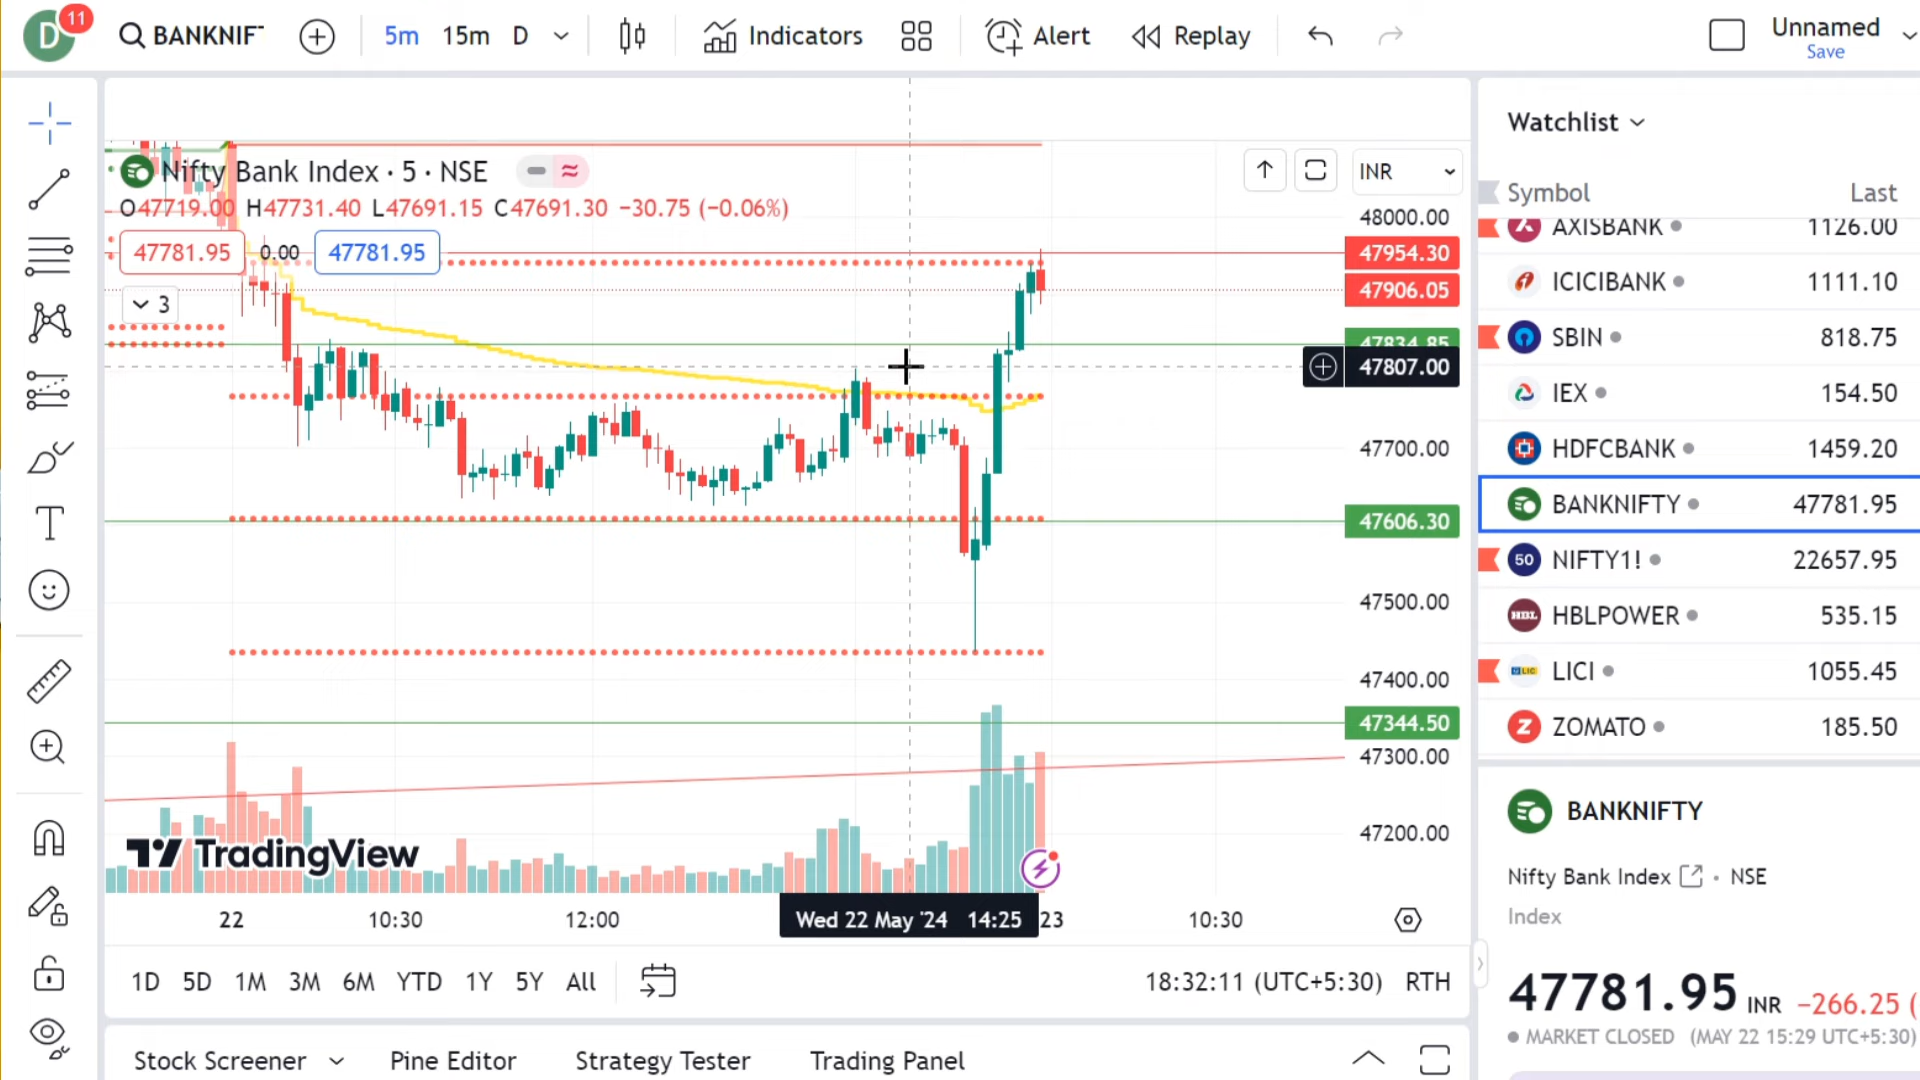 D 11 BANKNIF 5m 15m D Indicators Alert Replay Unnamed
Save
Nifty Bank Index · 5 · NSE
O47719.00 H47731.40 L47691.15 C47691.30 −30.75 (−0.06%)
47781.95 0.00 47781.95
3
INR
48000.00
47954.30
47906.05
47834.85
47807.00
47700.00
47606.30
47500.00
47400.00
47344.50
47300.00
47200.00
TradingView
22 10:30 12:00 Wed 22 May '24 14:25 23 10:30
1D 5D 1M 3M 6M YTD 1Y 5Y All 18:32:11 (UTC+5:30) RTH
Stock Screener Pine Editor Strategy Tester Trading Panel
Watchlist
Symbol Last
AXISBANK 1126.00
ICICIBANK 1111.10
SBIN 818.75
IEX 154.50
HDFCBANK 1459.20
BANKNIFTY 47781.95
50 NIFTY1! 22657.95
HBL HBLPOWER 535.15
LIC LICI 1055.45
Z ZOMATO 185.50
BANKNIFTY
Nifty Bank Index · NSE
Index
47781.95 INR −266.25 (
MARKET CLOSED (MAY 22 15:29 UTC+5:30)